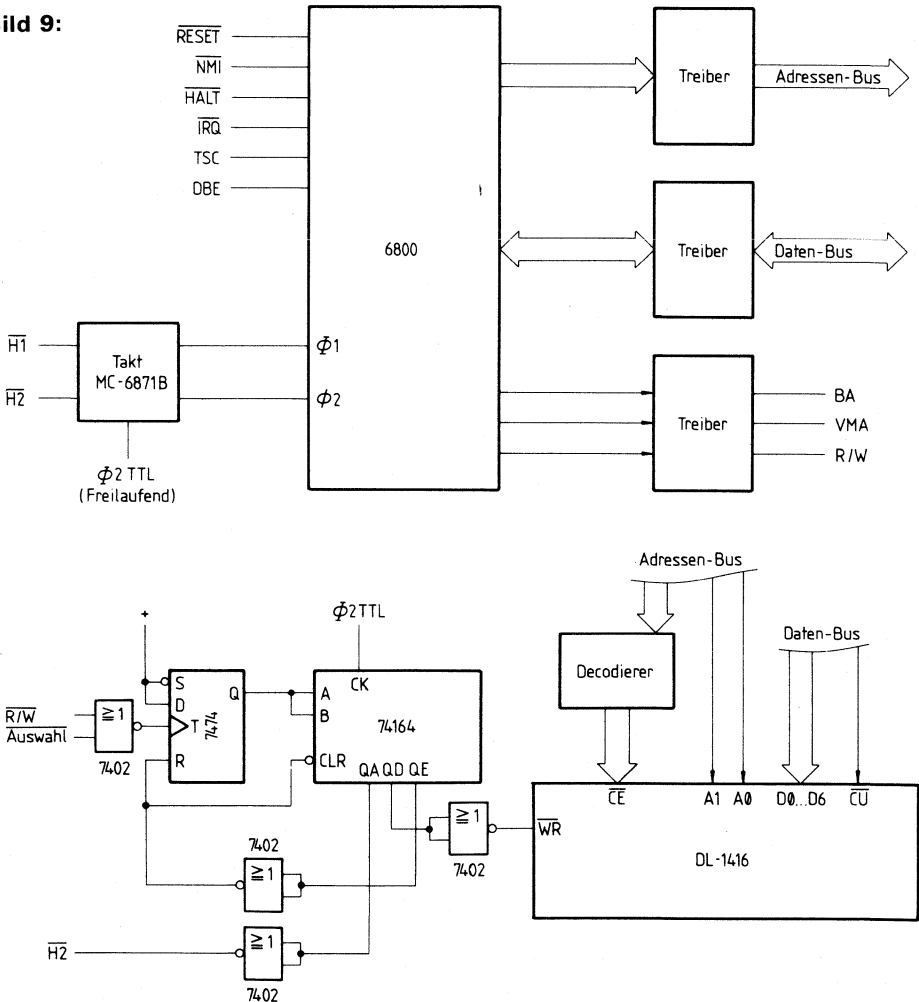 ild 9:
RESET
NMI
HALT
IRQ
TSC
DBE
6800
Treiber
Adressen-Bus
Treiber
Daten-Bus
H1
H2
Takt
MC-6871B
Φ1
Φ2
Φ2 TTL
(Freilaufend)
Treiber
BA
VMA
R/W
+
R/W
Auswahl
≧1
7402
S
D
T
R
Q
7474
Φ2TTL
CK
A
B
74164
CLR
QA QD QE
≧1
7402
7402
≧1
H2
≧1
7402
Adressen-Bus
Decodierer
Daten-Bus
CE
A1 A0
D0...D6
CU
WR
DL-1416